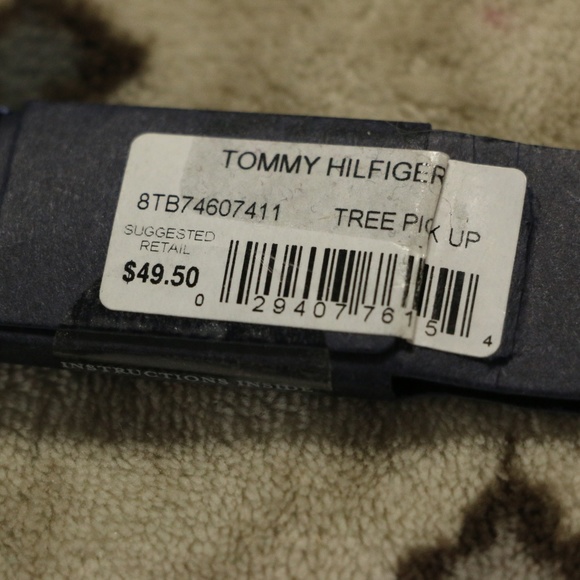 TOMMY HILFIGER
8TB74607411 TREE PICK UP
SUGGESTED
RETAIL
$49.50
0 29407 7615 4
INSTRUCTIONS INSIDE